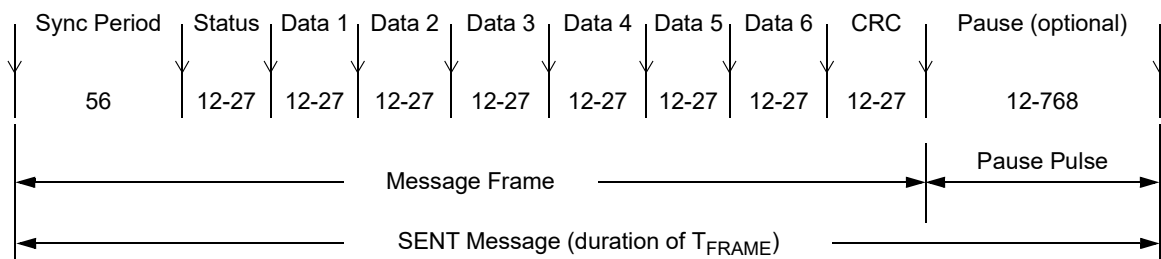 Sync Period Status Data 1 Data 2 Data 3 Data 4 Data 5 Data 6 CRC Pause (optional)
56 12-27 12-27 12-27 12-27 12-27 12-27 12-27 12-27 12-768
Pause Pulse
Message Frame
SENT Message (duration of TFRAME)